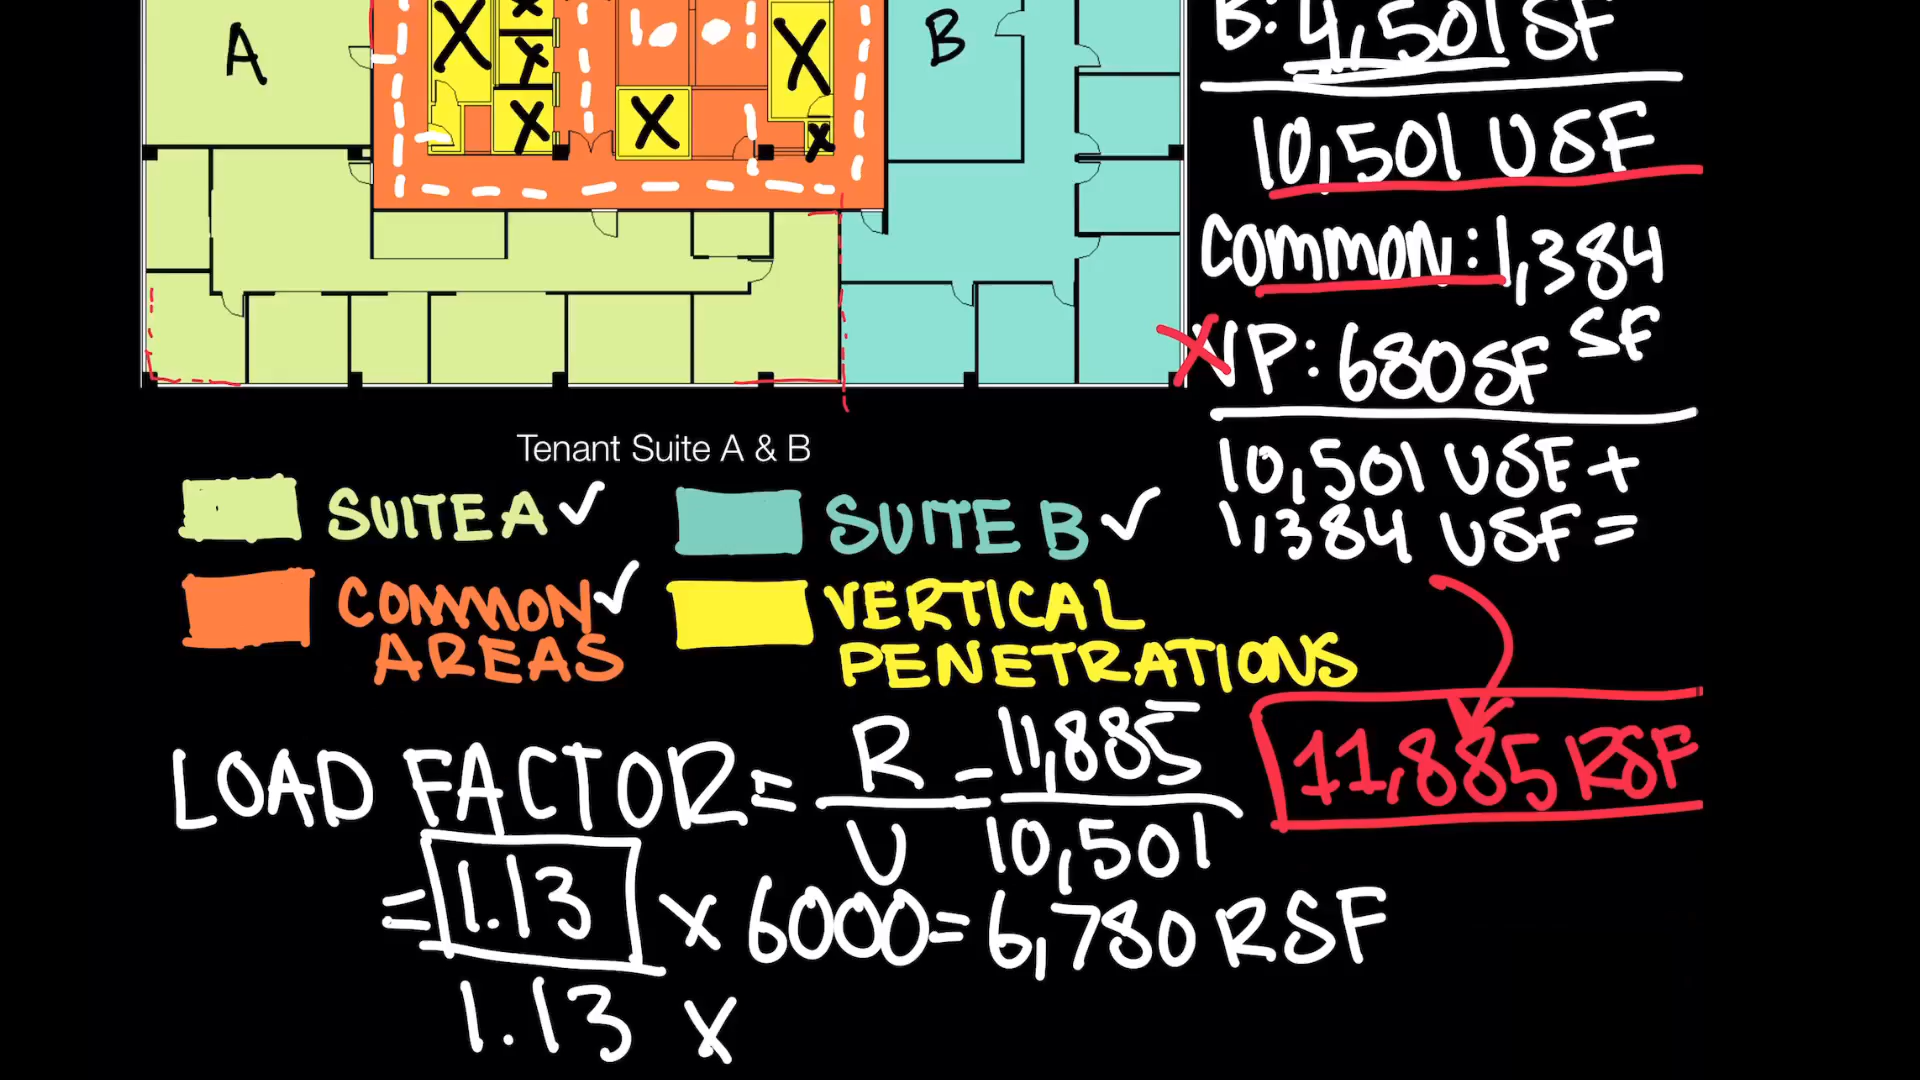 A
X
X
X
X
X
X
X
B
B: 4,501 SF
10,501 USF
COMMON: 1,384
SF
X VP: 680 SF
10,501 USF +
1,384 USF =
Tenant Suite A & B
SUITE A ✓
SUITE B ✓
COMMON ✓
AREAS
VERTICAL
PENETRATIONS
11,885 RSF
LOAD FACTOR = R/U = 11,885/10,501
= 1.13 X 6000 = 6,780 RSF
1.13 X